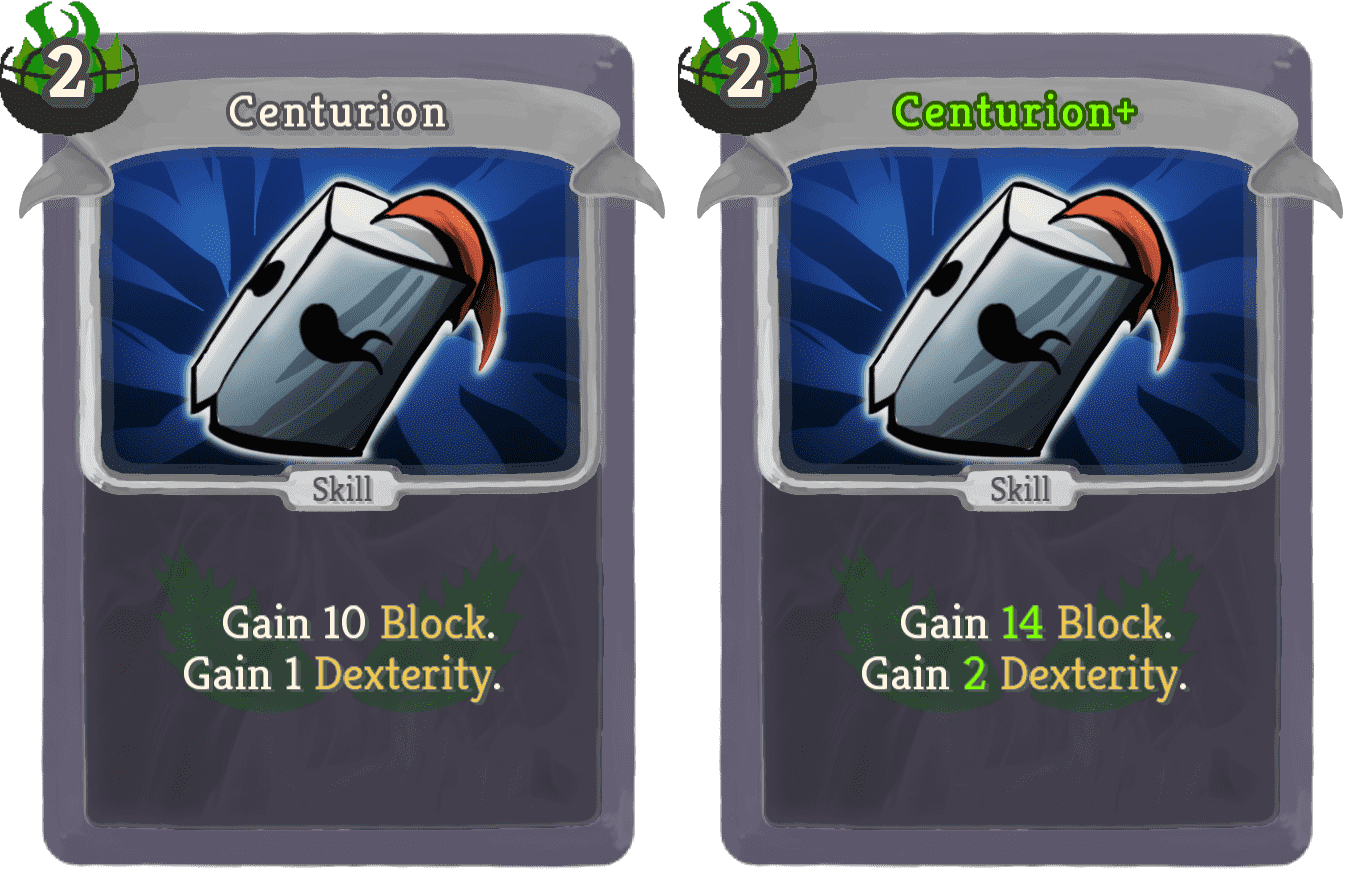 2
Centurion
Skill
Gain 10 Block.
Gain 1 Dexterity.
2
Centurion+
Skill
Gain 14 Block.
Gain 2 Dexterity.